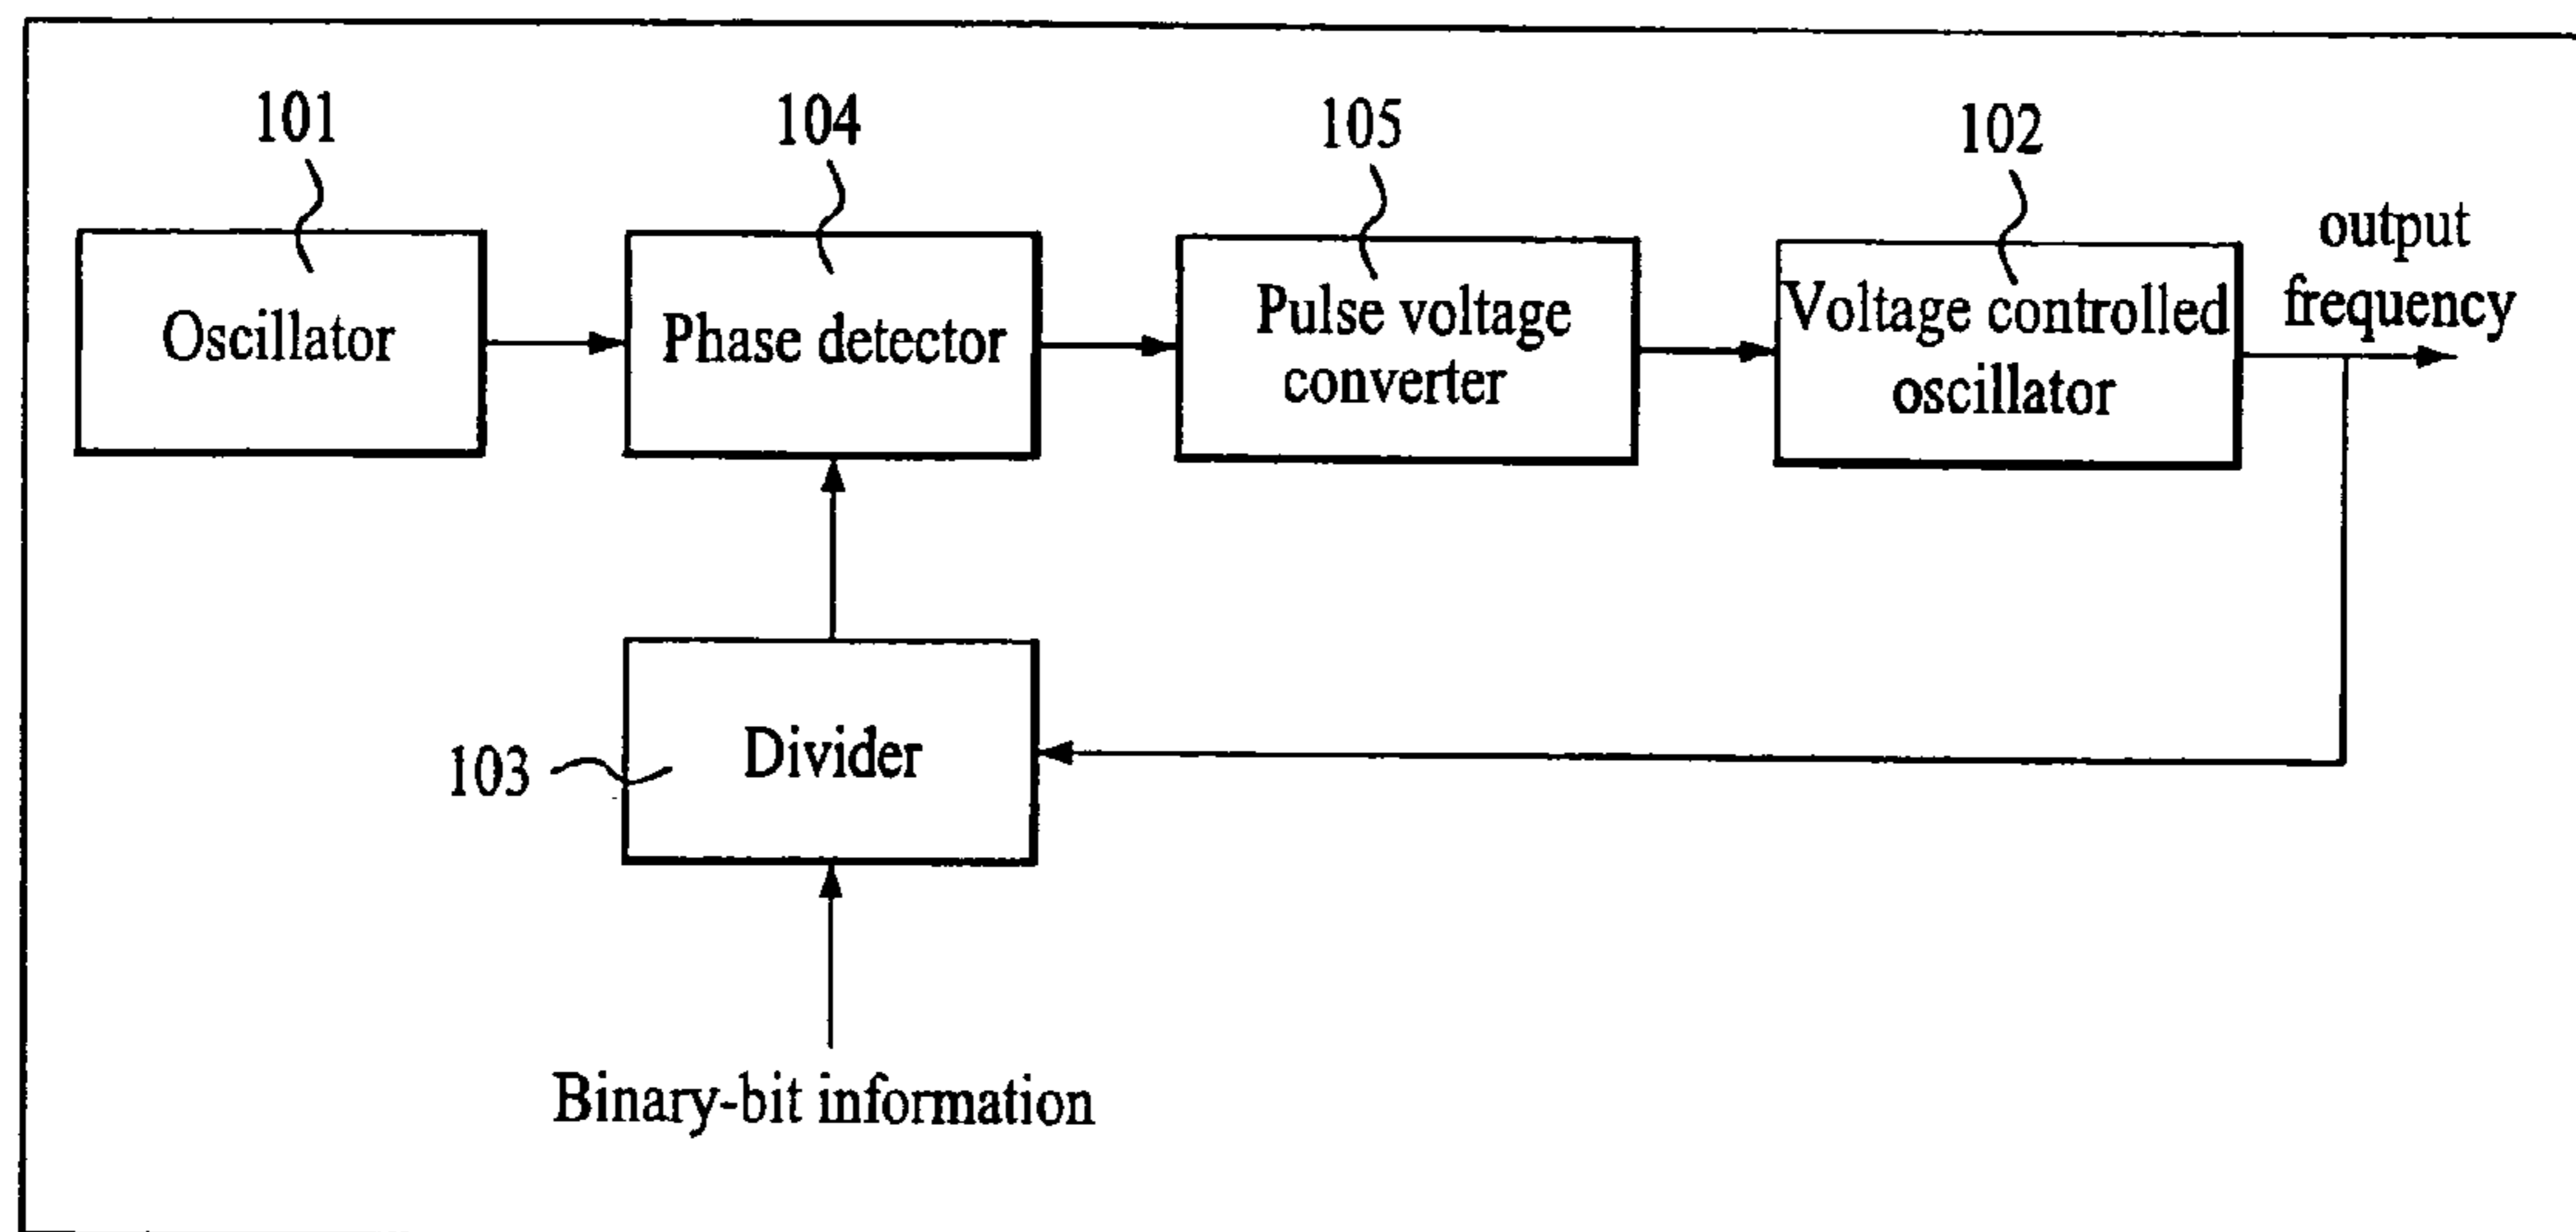 101
104
105
102
Oscillator
Phase detector
Pulse voltage
converter
Voltage controlled
oscillator
output
frequency
103
Divider
Binary-bit information